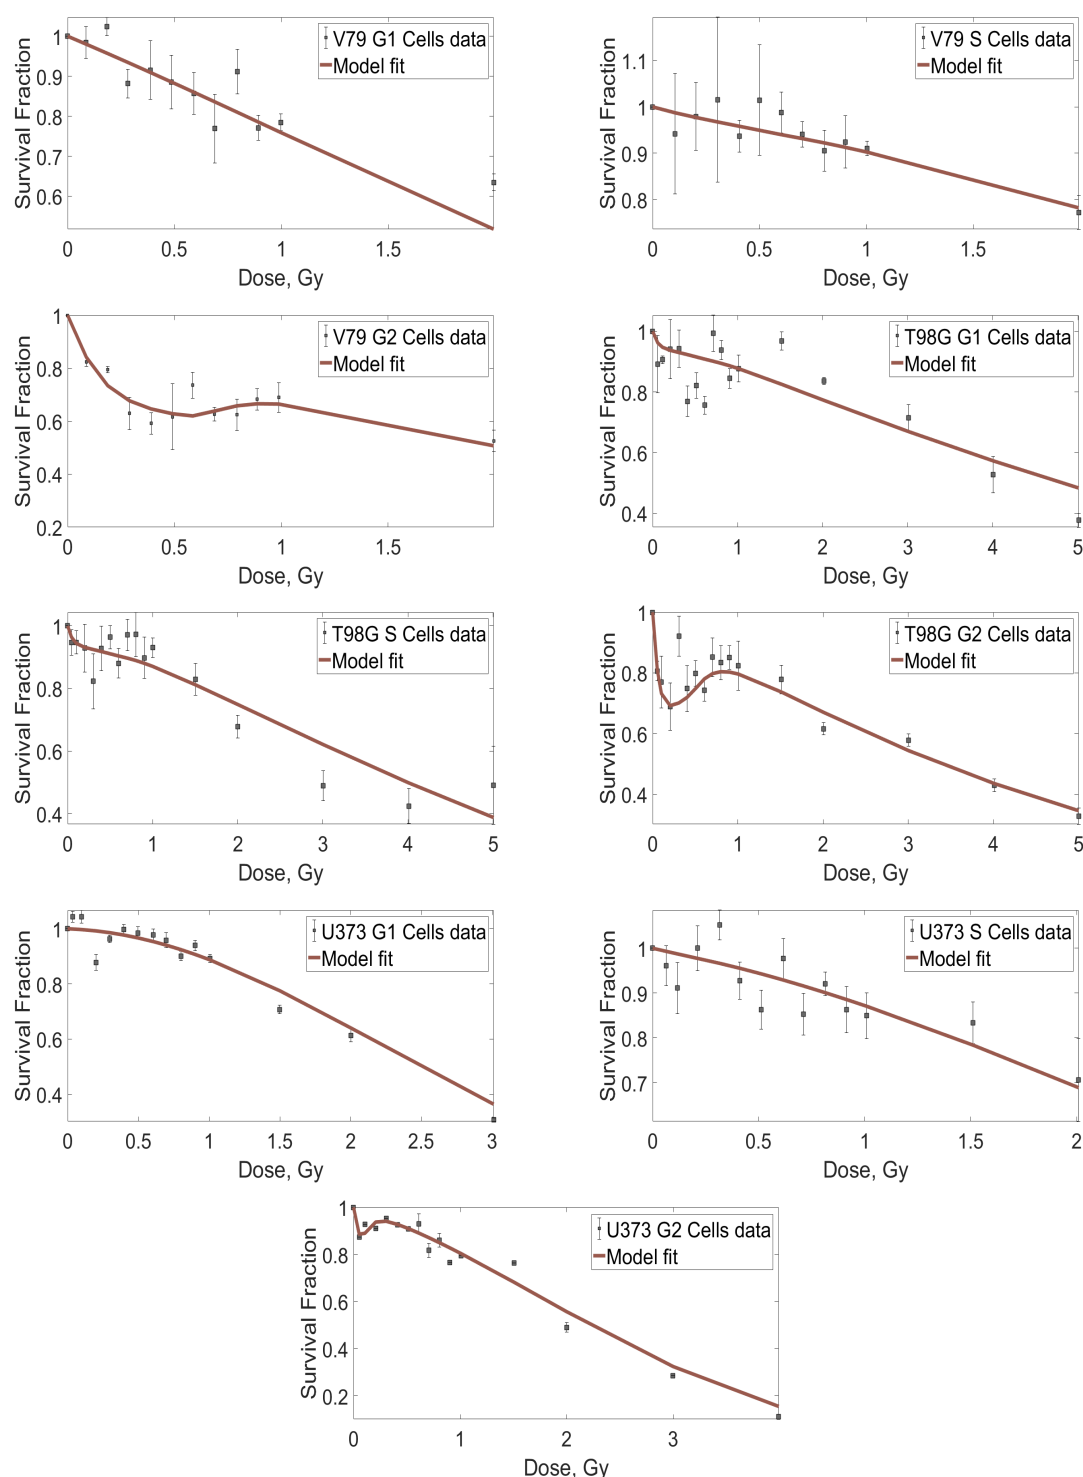 V79 G1 Cells data
Model fit
Survival Fraction
1
0.9
0.8
0.7
0.6
0 0.5 1 1.5
Dose, Gy
V79 S Cells data
Model fit
Survival Fraction
1.1
1
0.9
0.8
0 0.5 1 1.5
Dose, Gy
V79 G2 Cells data
Model fit
Survival Fraction
1
0.8
0.6
0.4
0.2
0 0.5 1 1.5
Dose, Gy
T98G G1 Cells data
Model fit
Survival Fraction
1
0.8
0.6
0.4
0 1 2 3 4 5
Dose, Gy
T98G S Cells data
Model fit
Survival Fraction
1
0.8
0.6
0.4
0 1 2 3 4 5
Dose, Gy
T98G G2 Cells data
Model fit
Survival Fraction
1
0.8
0.6
0.4
0 1 2 3 4 5
Dose, Gy
U373 G1 Cells data
Model fit
Survival Fraction
1
0.8
0.6
0.4
0 0.5 1 1.5 2 2.5 3
Dose, Gy
U373 S Cells data
Model fit
Survival Fraction
1
0.9
0.8
0.7
0 0.5 1 1.5 2
Dose, Gy
U373 G2 Cells data
Model fit
Survival Fraction
1
0.8
0.6
0.4
0.2
0 1 2 3
Dose, Gy